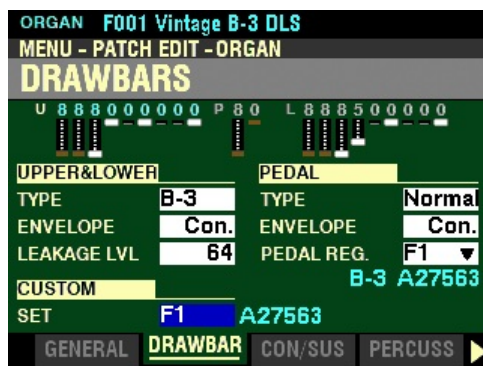 ORGAN F001 Vintage B-3 DLS
MENU - PATCH EDIT - ORGAN
DRAWBARS
U 888000000 P 80 L 888500000
UPPER&LOWER PEDAL
TYPE B-3 TYPE Normal
ENVELOPE Con. ENVELOPE Con.
LEAKAGE LVL 64 PEDAL REG. F1 ▼
B-3 A27563
CUSTOM
SET F1 A27563
GENERAL DRAWBAR CON/SUS PERCUSS